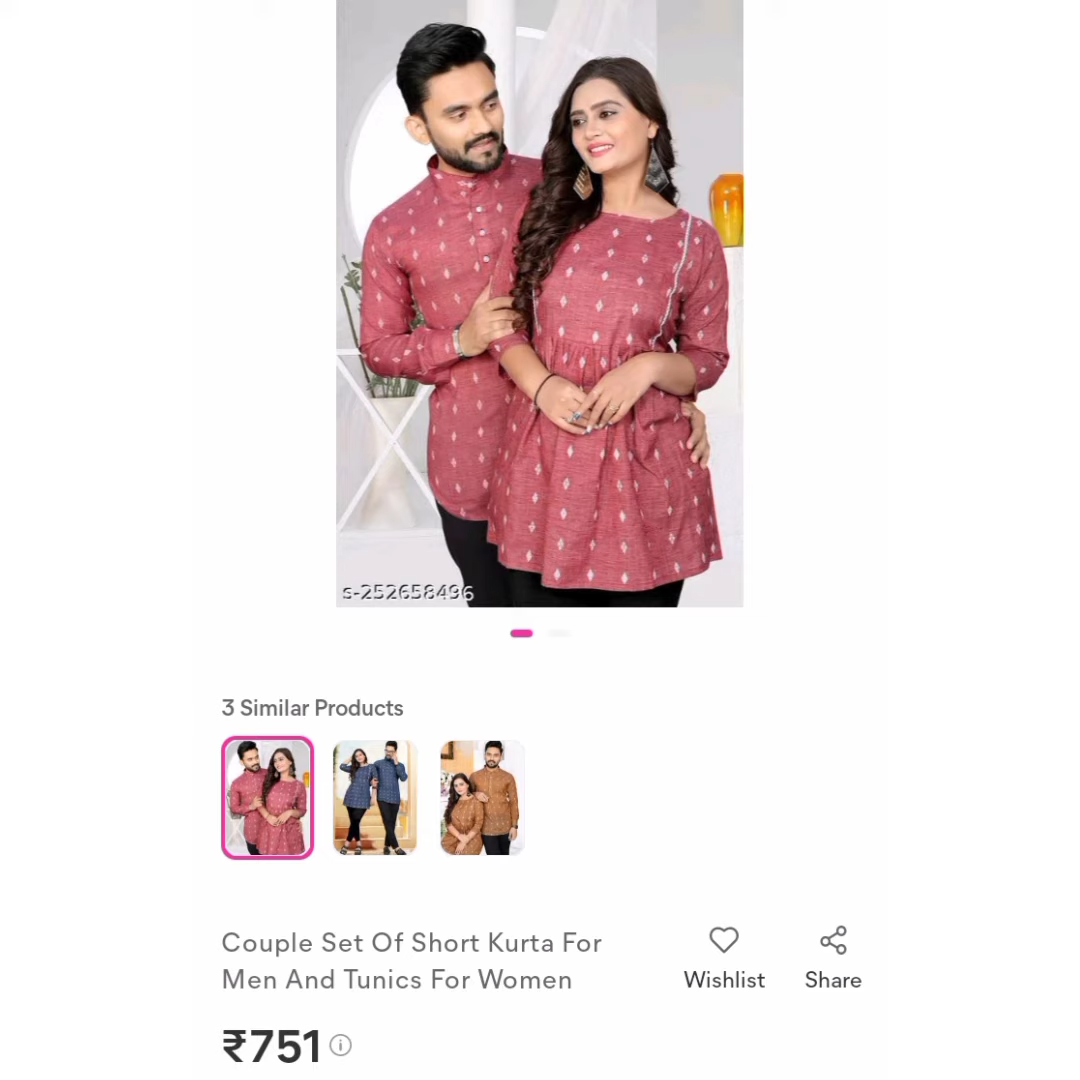 s-252658496
3 Similar Products
Couple Set Of Short Kurta For
Men And Tunics For Women
Wishlist
Share
₹751